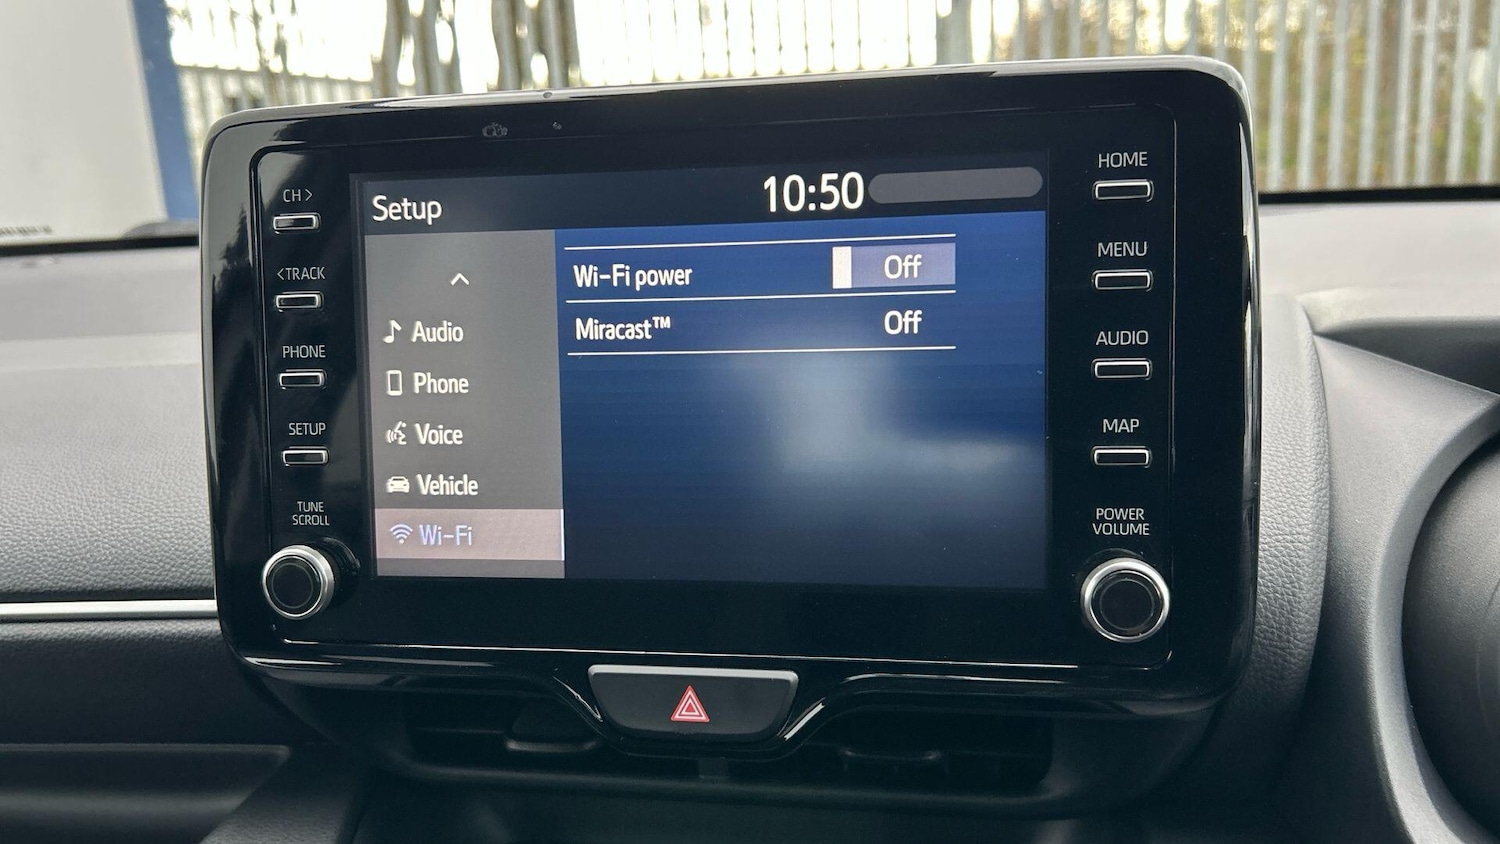 Setup
10:50
Audio
Phone
Voice
Vehicle
Wi-Fi
Wi-Fi power Off
Miracast™ Off
CH >
< TRACK
PHONE
SETUP
TUNE
SCROLL
HOME
MENU
AUDIO
MAP
POWER
VOLUME